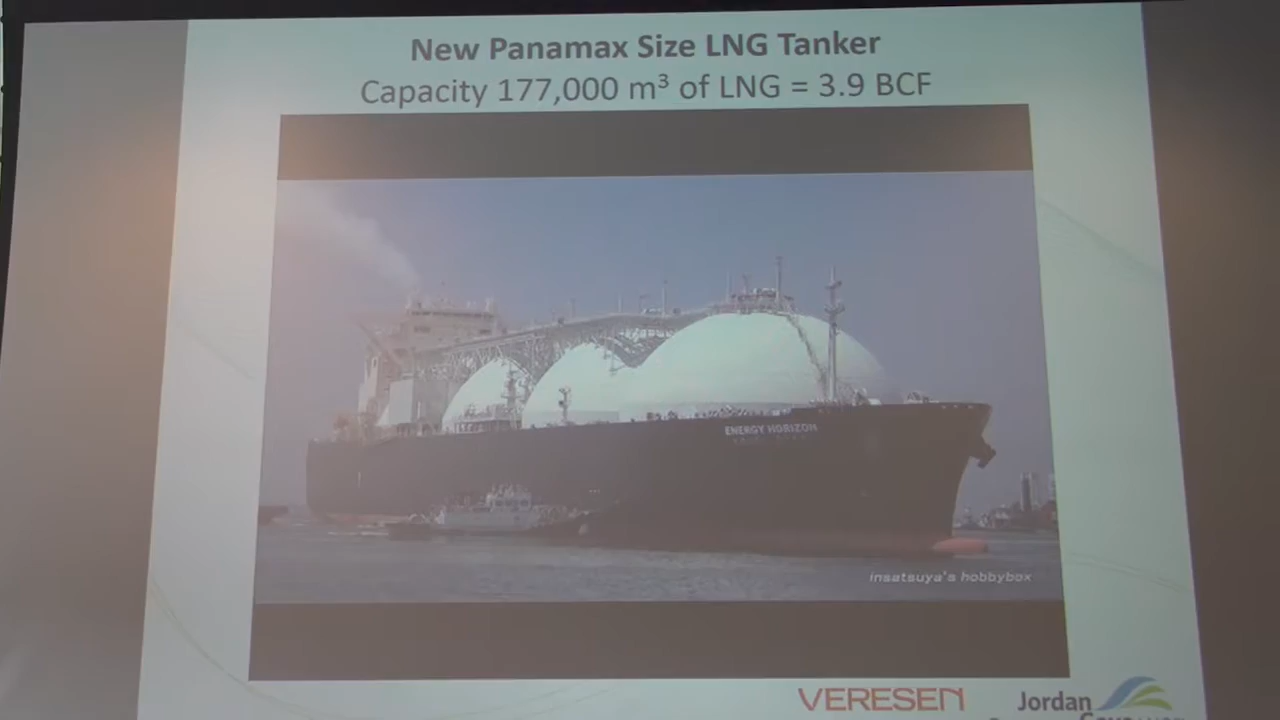 New Panamax Size LNG Tanker
Capacity 177,000 m³ of LNG = 3.9 BCF
ENERGY HORIZON
insatsuya's hobbybox
VERESEN
Jordan